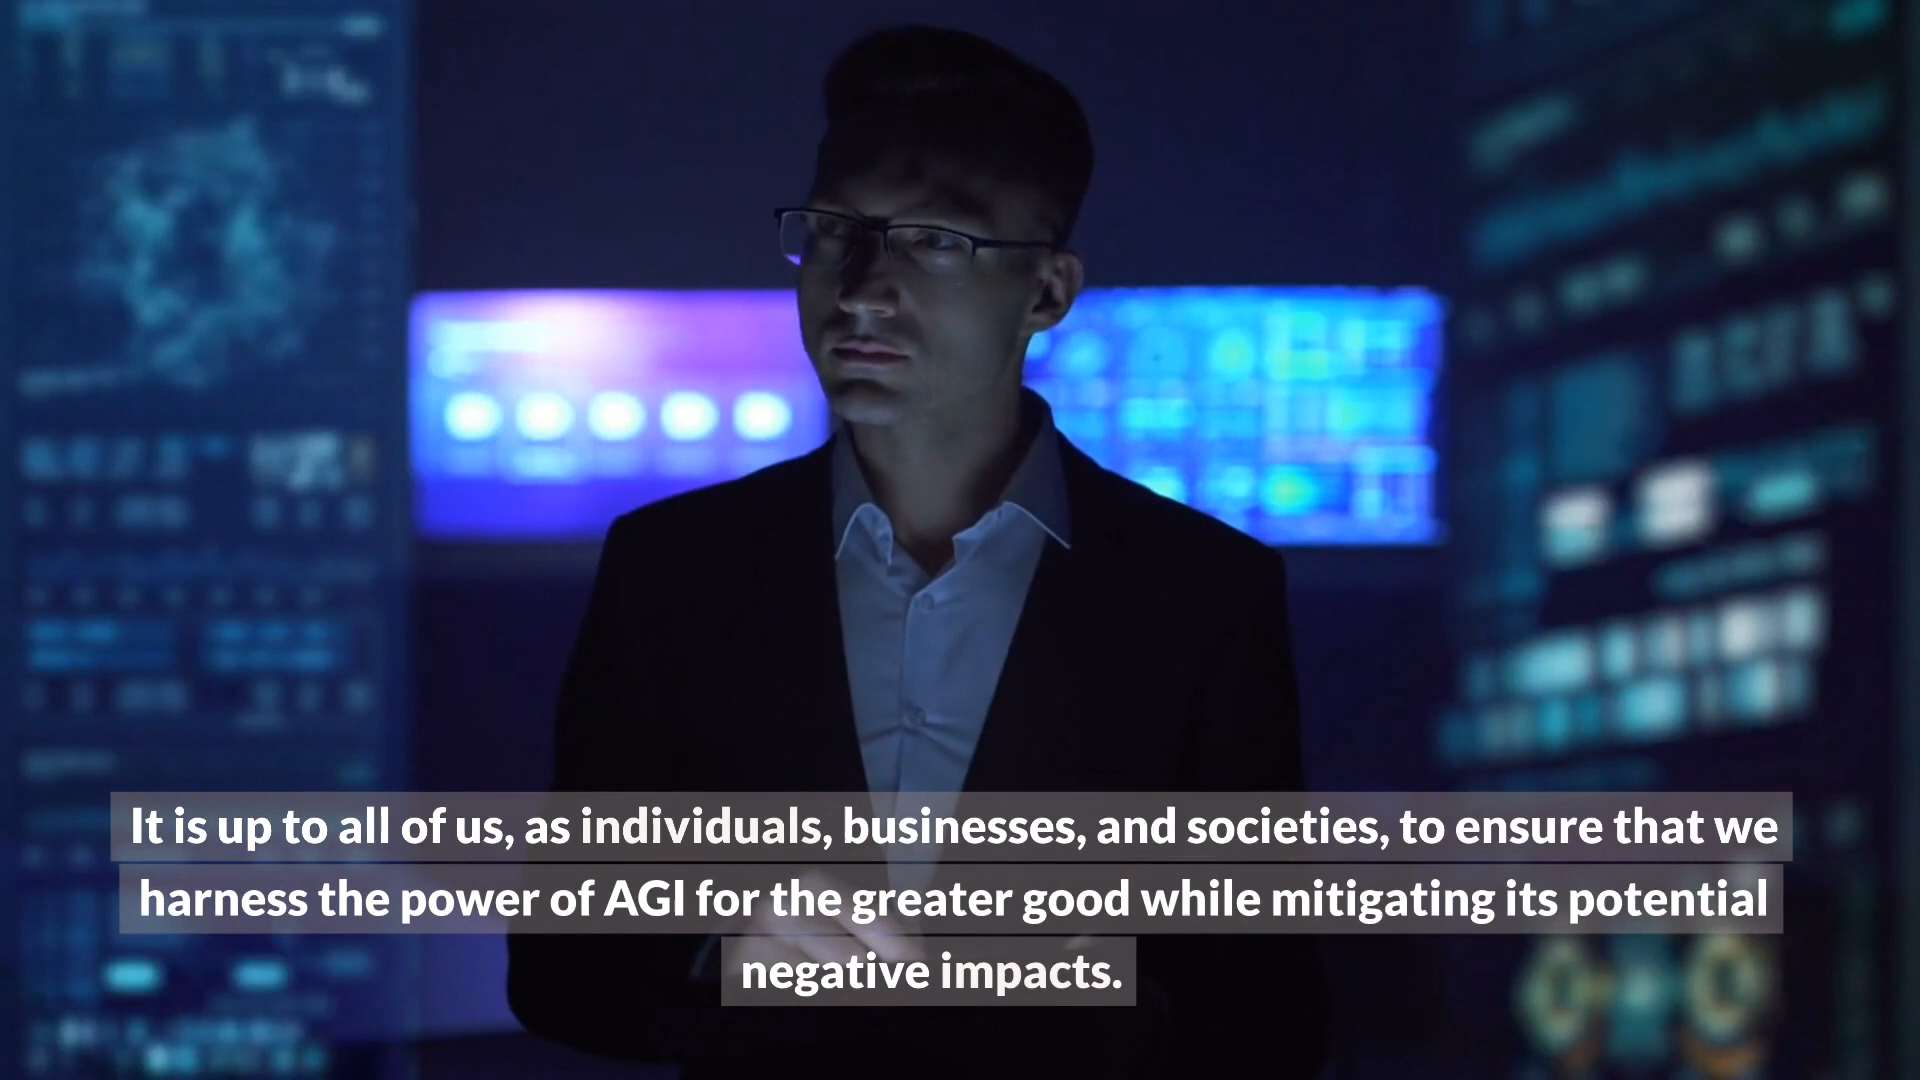 It is up to all of us, as individuals, businesses, and societies, to ensure that we
harness the power of AGI for the greater good while mitigating its potential
negative impacts.